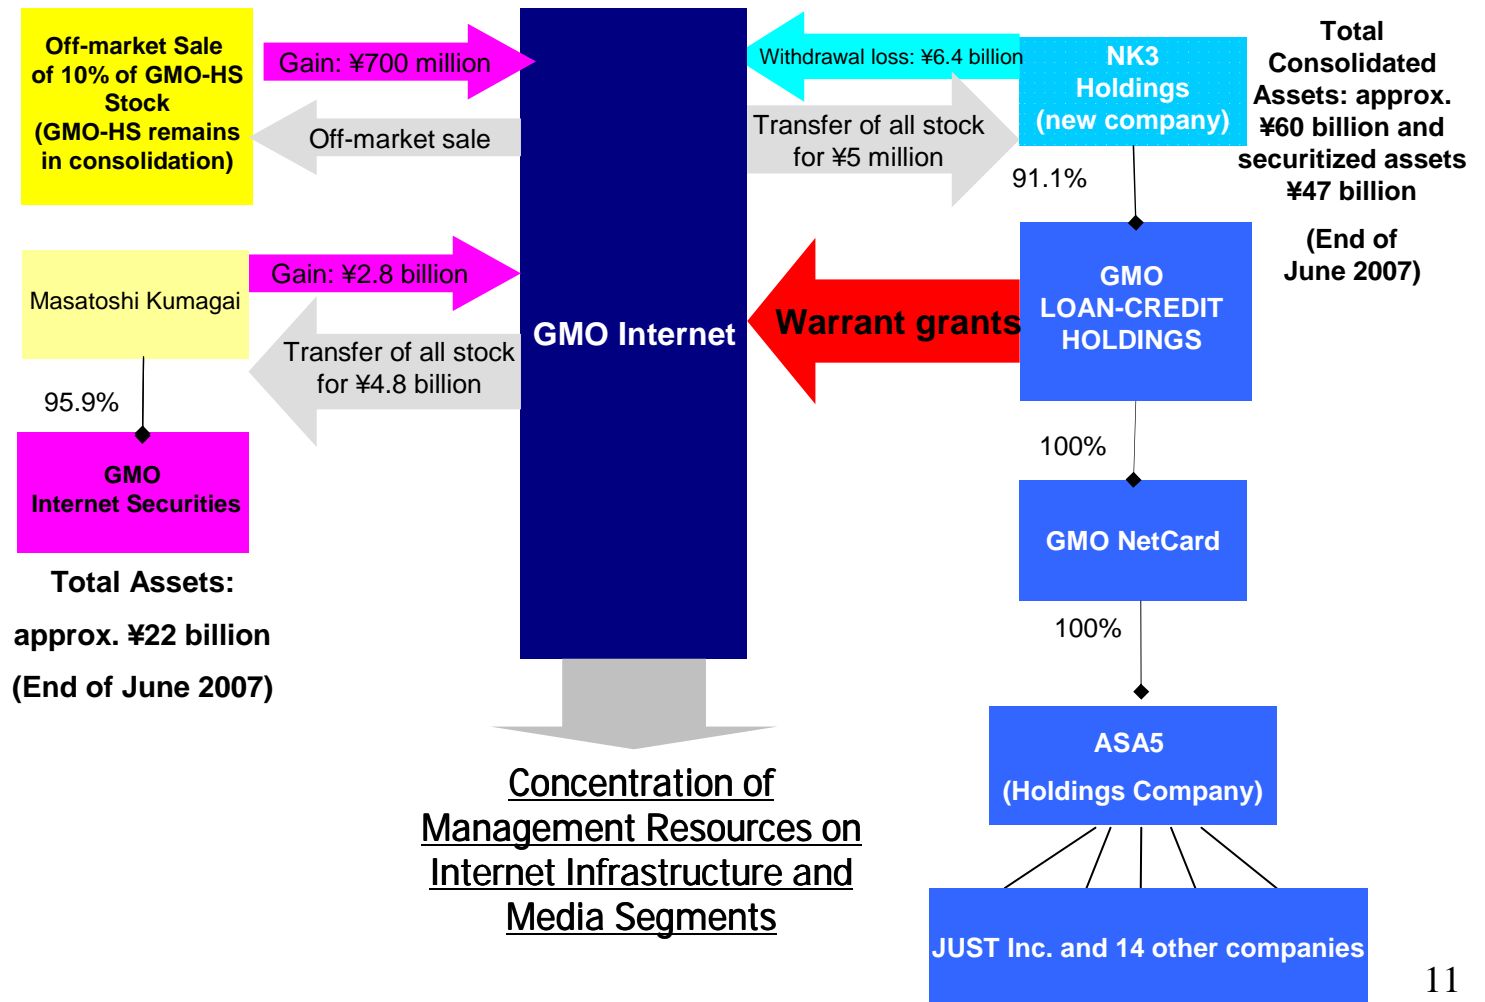 Off-market Sale
of 10% of GMO-HS
Stock
(GMO-HS remains
in consolidation)
Gain: ¥700 million
Off-market sale
Masatoshi Kumagai
Gain: ¥2.8 billion
Transfer of all stock
for ¥4.8 billion
95.9%
GMO
Internet Securities
Total Assets:
approx. ¥22 billion
(End of June 2007)
GMO Internet
Concentration of
Management Resources on
Internet Infrastructure and
Media Segments
Withdrawal loss: ¥6.4 billion
Transfer of all stock
for ¥5 million
NK3
Holdings
(new company)
Total
Consolidated
Assets: approx.
¥60 billion and
securitized assets
¥47 billion
(End of
June 2007)
91.1%
Warrant grants
GMO
LOAN-CREDIT
HOLDINGS
100%
GMO NetCard
100%
ASA5
(Holdings Company)
JUST Inc. and 14 other companies
11